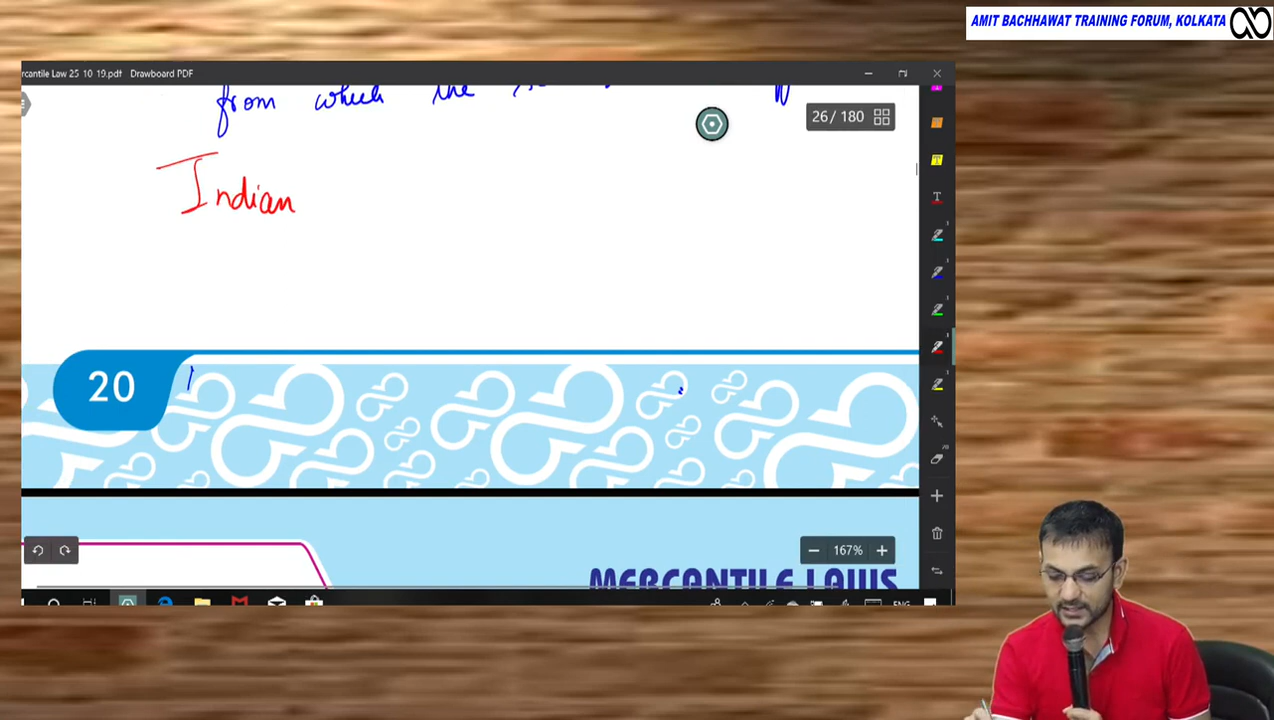 AMIT BACHHAWAT TRAINING FORUM, KOLKATA
rcantile Law 25 10 19.pdf - Drawboard PDF
from which the
26 / 180
Indian
20
167%
MERCANTILE LAWS
ENG